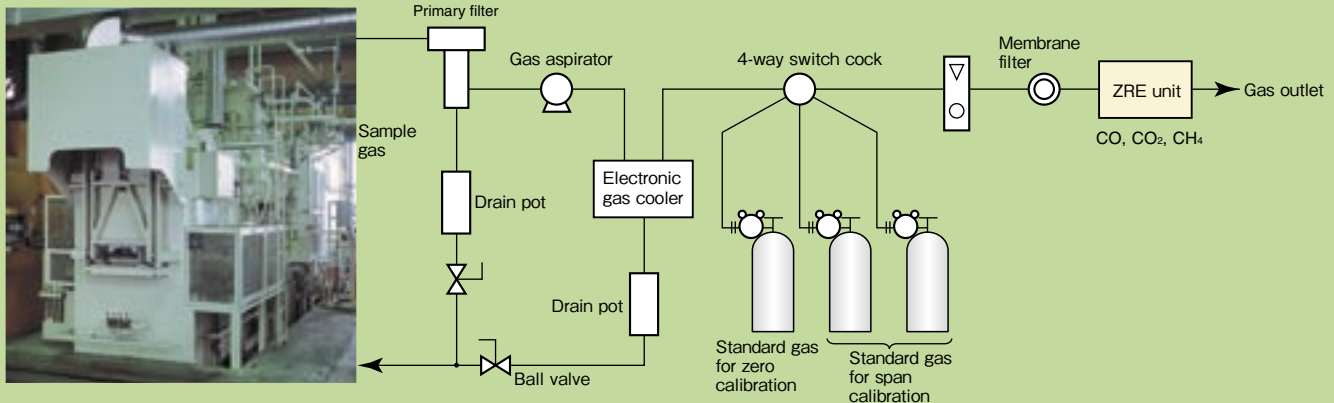 Primary filter
Gas aspirator
4-way switch cock
Membrane
filter
ZRE unit
Gas outlet
CO, CO₂, CH₄
Sample
gas
Drain pot
Electronic
gas cooler
Drain pot
Ball valve
Standard gas
for zero
calibration
Standard gas
for span
calibration